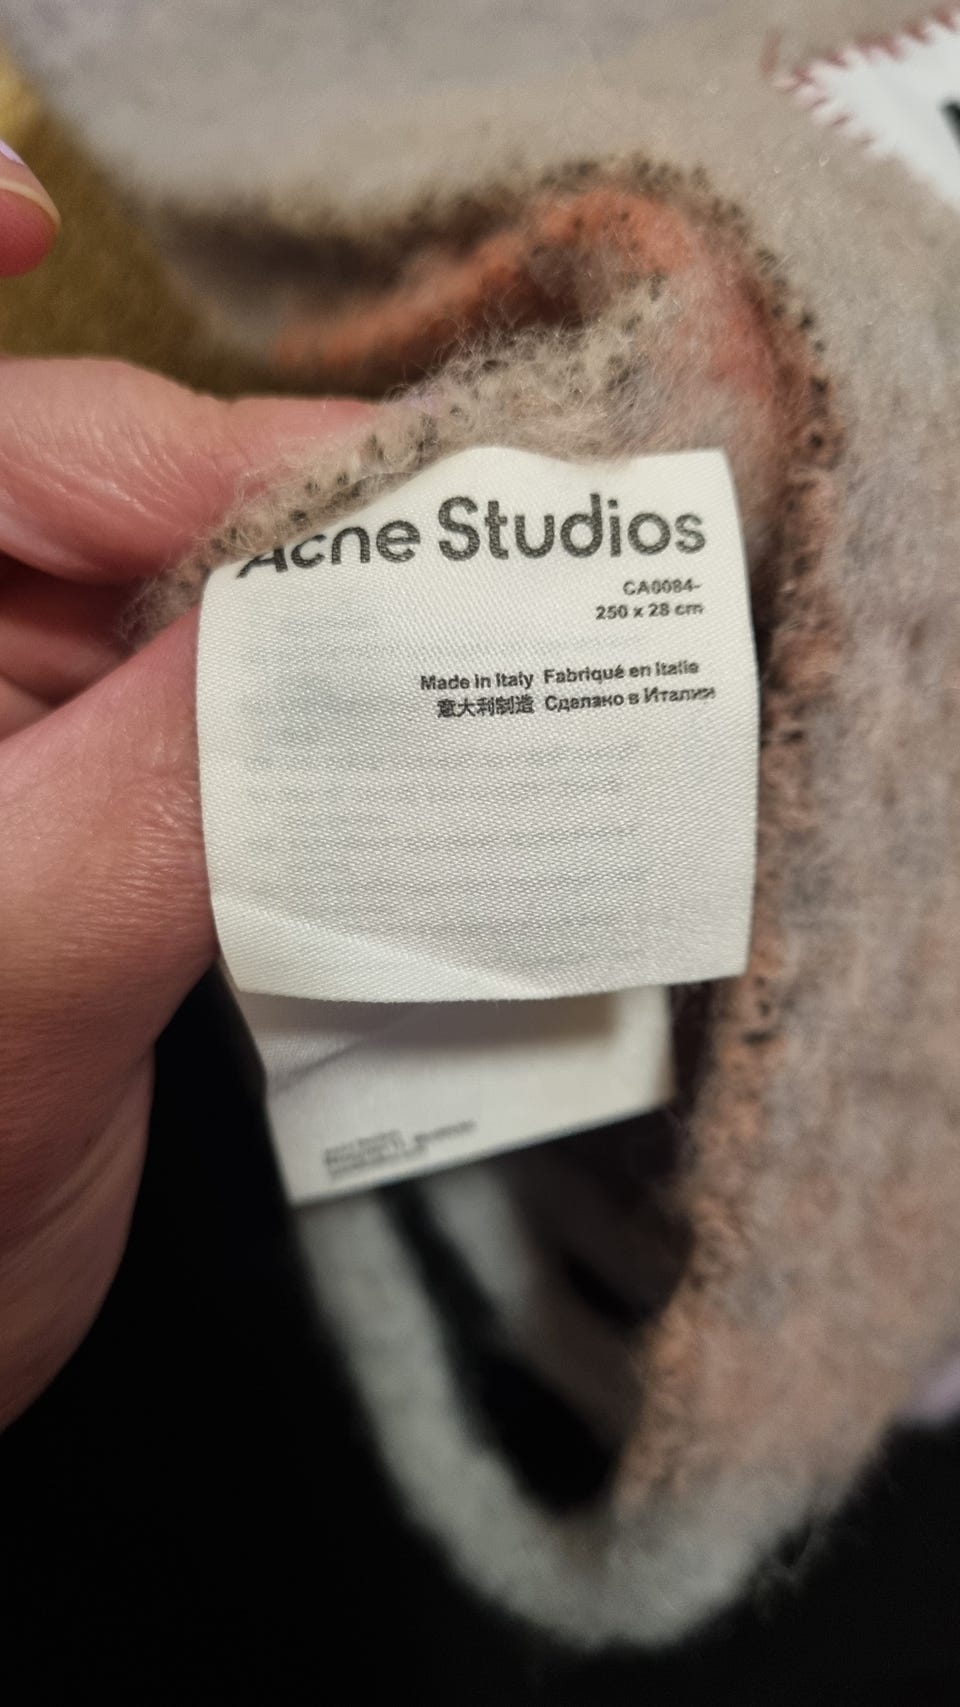 Acne Studios
CA0084-
250 x 28 cm
Made in Italy Fabriqué en Italie
意大利制造 Сделано в Италии